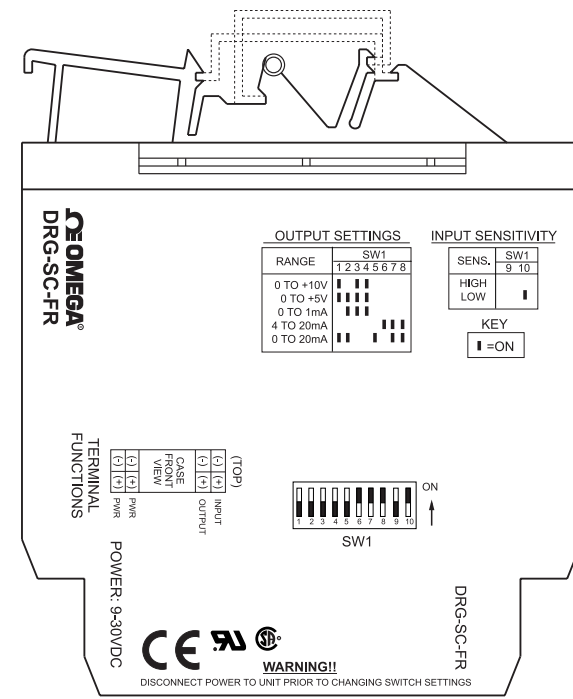 OUTPUT SETTINGS
RANGE SW1
1 2 3 4 5 6 7 8
0 TO +10V
0 TO +5V
0 TO 1mA
4 TO 20mA
0 TO 20mA
INPUT SENSITIVITY
SENS. SW1
9 10
HIGH
LOW
KEY
=ON
ΩE OMEGA®
DRG-SC-FR
TERMINAL
FUNCTIONS
(TOP)
(-) (+) INPUT
(-) (+) OUTPUT
CASE
FRONT
VIEW
(-) (+) PWR
(-) (+) PWR
ON
1 2 3 4 5 6 7 8 9 10
SW1
POWER: 9-30VDC
DRG-SC-FR
CE
WARNING!!
DISCONNECT POWER TO UNIT PRIOR TO CHANGING SWITCH SETTINGS